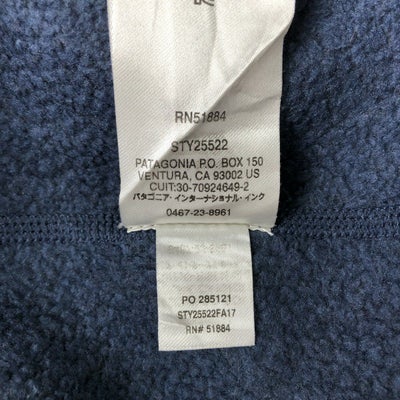 RN51884
STY25522
PATAGONIA P.O. BOX 150
VENTURA, CA 93002 US
CUIT:30-70924649-2
パタゴニア・インターナショナル・インク
0467-23-8961
PO 285121
STY25522FA17
RN# 51884